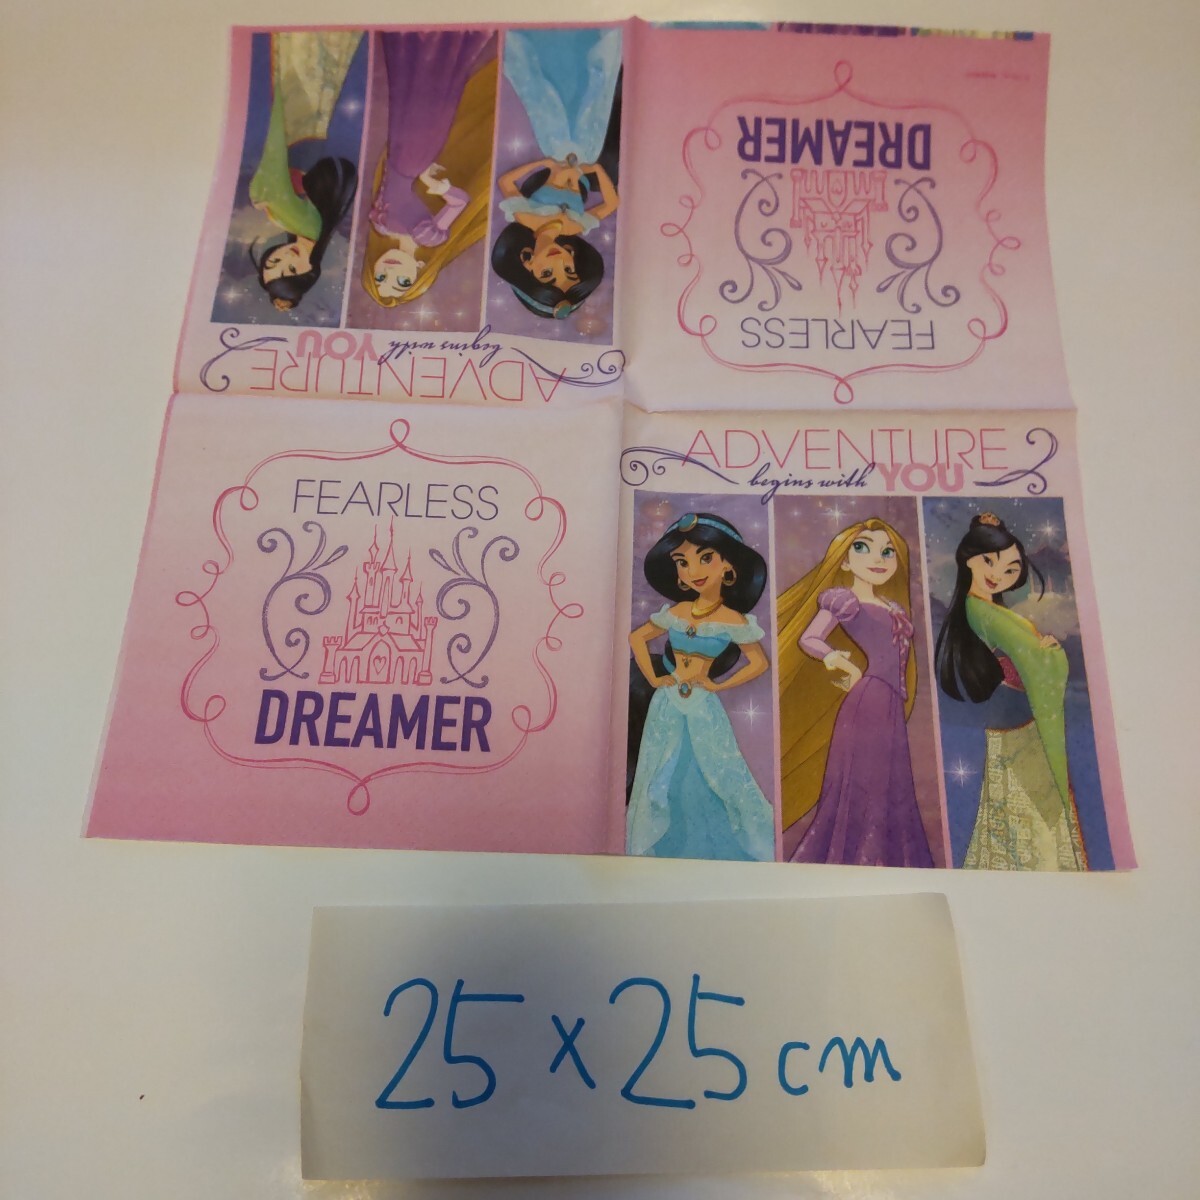 DREAMER
FEARLESS
ADVENTURE
begins with YOU
FEARLESS
DREAMER
ADVENTURE
begins with YOU
25 x 25 cm